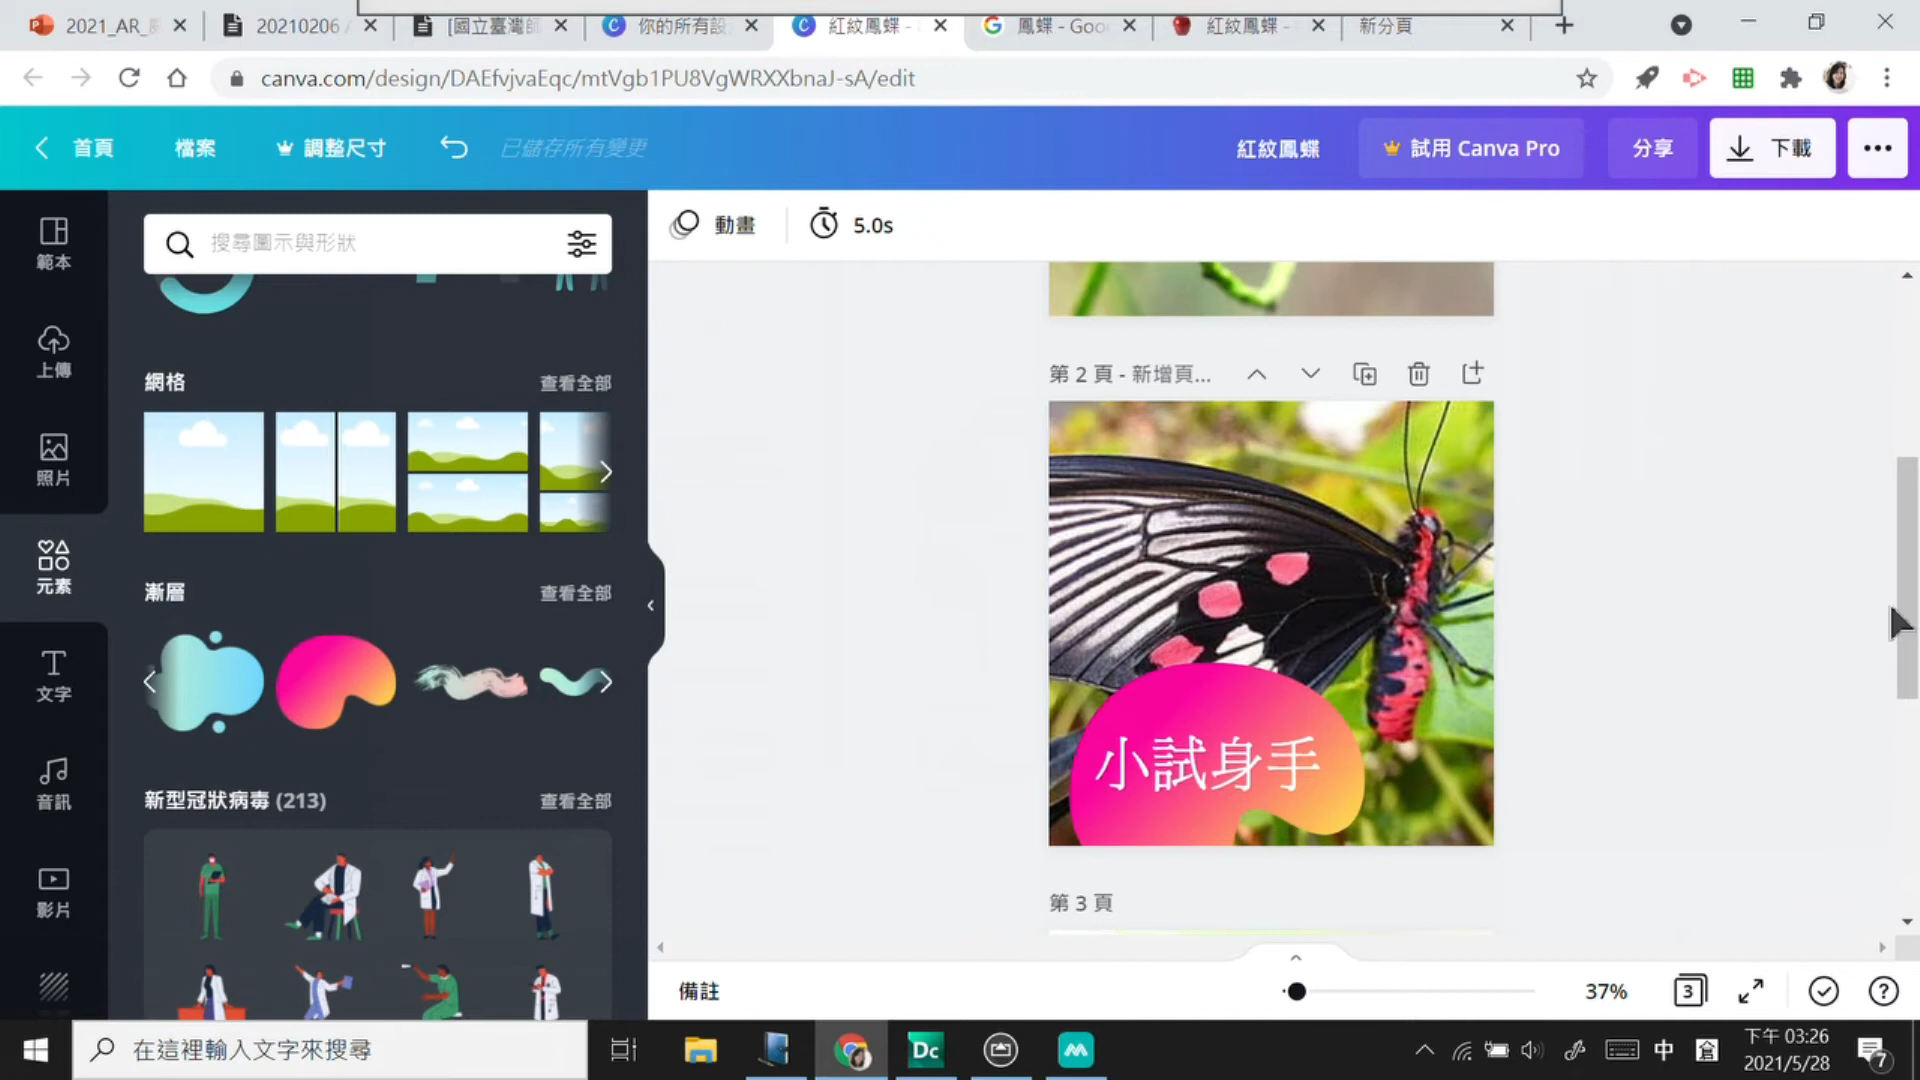 2021_AR_
20210206
[國立臺灣師
你的所有設
紅紋鳳蝶 -
鳳蝶 - Goo
紅紋鳳蝶 -
新分頁
canva.com/design/DAEfvjvaEqc/mtVgb1PU8VgWRXXbnaJ-sA/edit
首頁
檔案
調整尺寸
已儲存所有變更
紅紋鳳蝶
試用 Canva Pro
分享
下載
範本
上傳
照片
元素
文字
音訊
影片
搜尋圖示與形狀
網格
查看全部
漸層
查看全部
新型冠狀病毒 (213)
查看全部
動畫
5.0s
第 2 頁 - 新增頁...
小試身手
第 3 頁
備註
37%
3
在這裡輸入文字來搜尋
Dc
中
倉
下午 03:26
2021/5/28
7